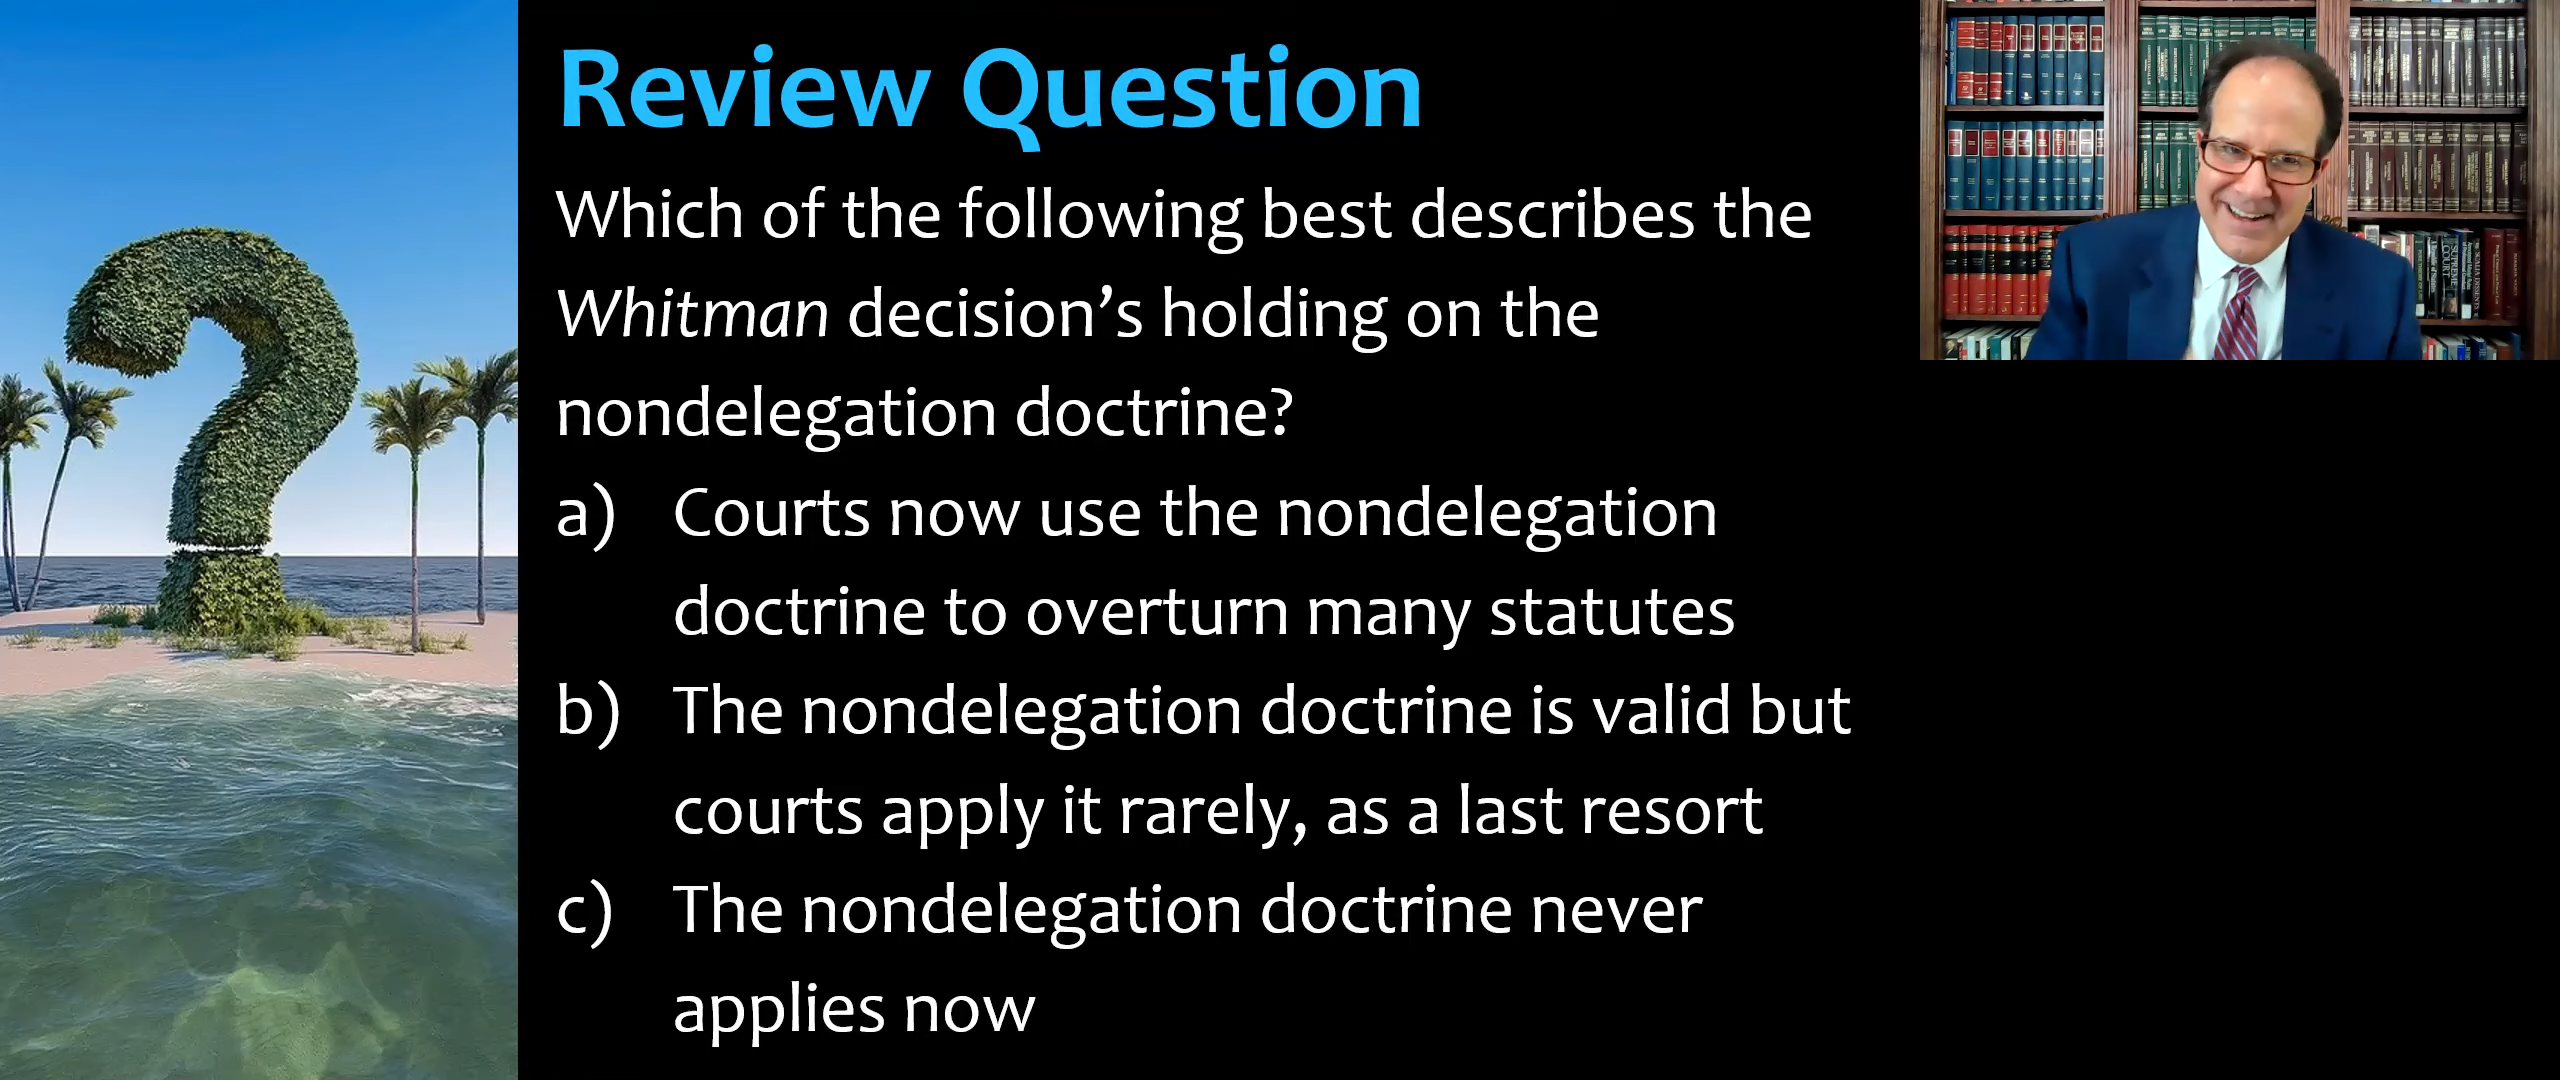 Review Question
Which of the following best describes the
Whitman decision’s holding on the
nondelegation doctrine?
a) Courts now use the nondelegation
doctrine to overturn many statutes
b) The nondelegation doctrine is valid but
courts apply it rarely, as a last resort
c) The nondelegation doctrine never
applies now